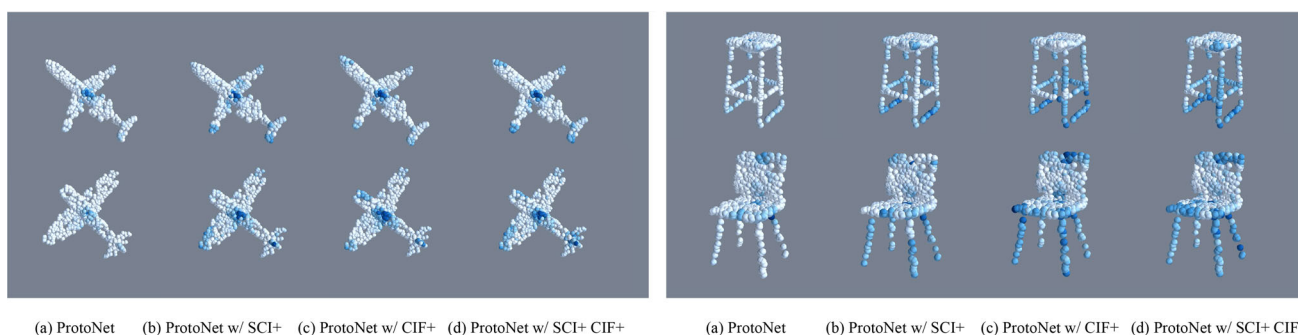 (a) ProtoNet (b) ProtoNet w/ SCI+ (c) ProtoNet w/ CIF+ (d) ProtoNet w/ SCI+ CIF+
(a) ProtoNet (b) ProtoNet w/ SCI+ (c) ProtoNet w/ CIF+ (d) ProtoNet w/ SCI+ CIF